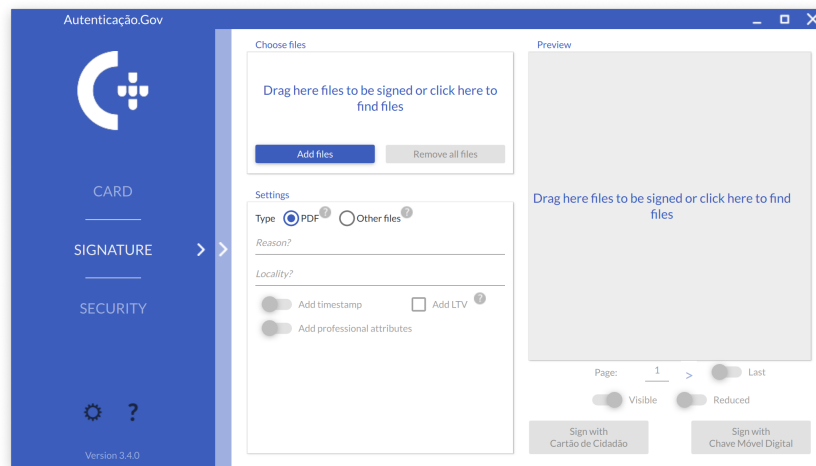 Autenticação.Gov
CARD
SIGNATURE
SECURITY
?
Version 3.4.0
Choose files
Drag here files to be signed or click here to
find files
Add files Remove all files
Settings
Type PDF ? Other files ?
Reason?
Locality?
Add timestamp Add LTV ?
Add professional attributes
Preview
Drag here files to be signed or click here to find
files
Page: 1 > Last
Visible Reduced
Sign with
Cartão de Cidadão
Sign with
Chave Móvel Digital